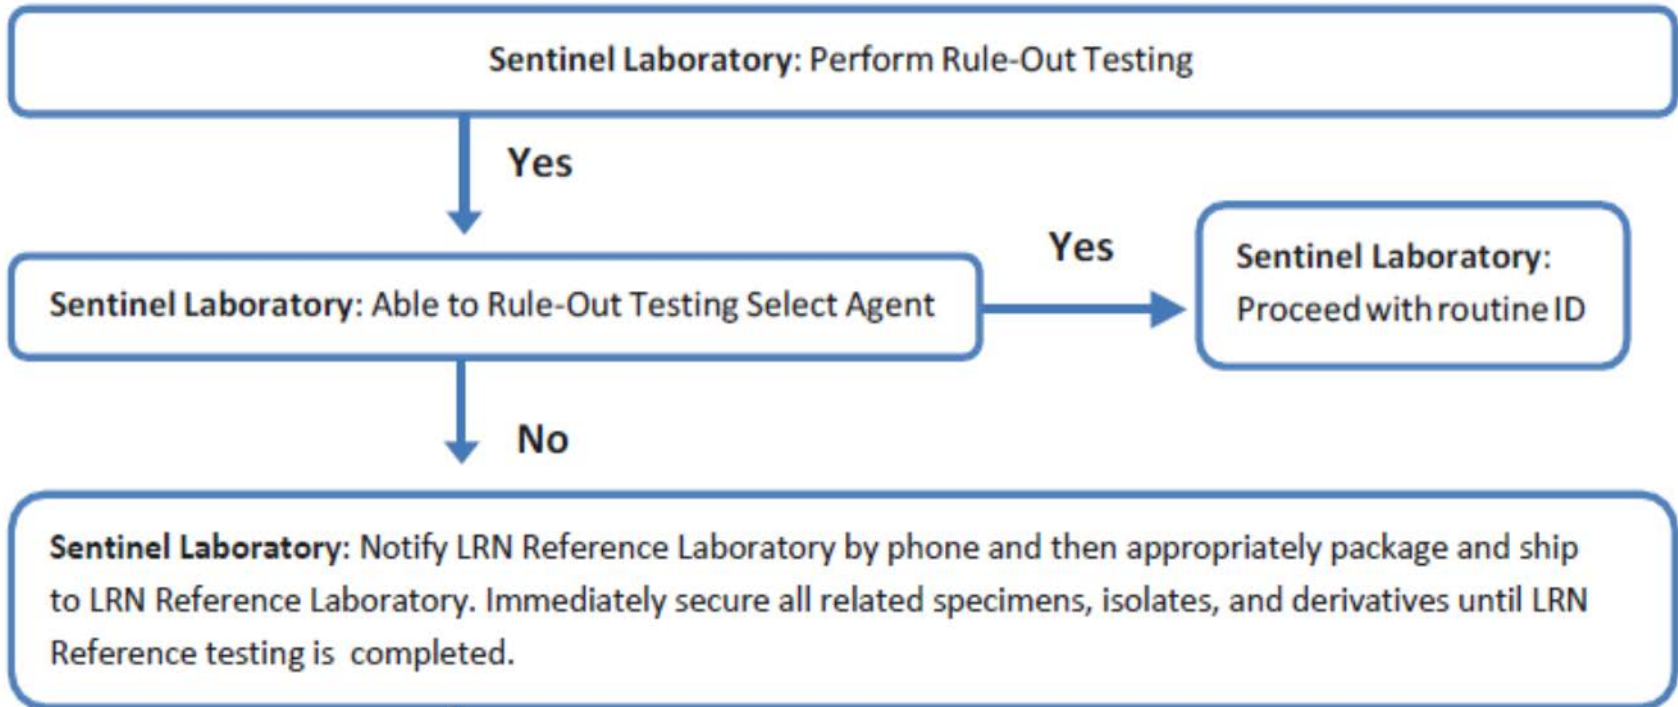 Sentinel Laboratory: Perform Rule-Out Testing
Yes
Sentinel Laboratory: Able to Rule-Out Testing Select Agent
Yes
Sentinel Laboratory:
Proceed with routine ID
No
Sentinel Laboratory: Notify LRN Reference Laboratory by phone and then appropriately package and ship
to LRN Reference Laboratory. Immediately secure all related specimens, isolates, and derivatives until LRN
Reference testing is completed.